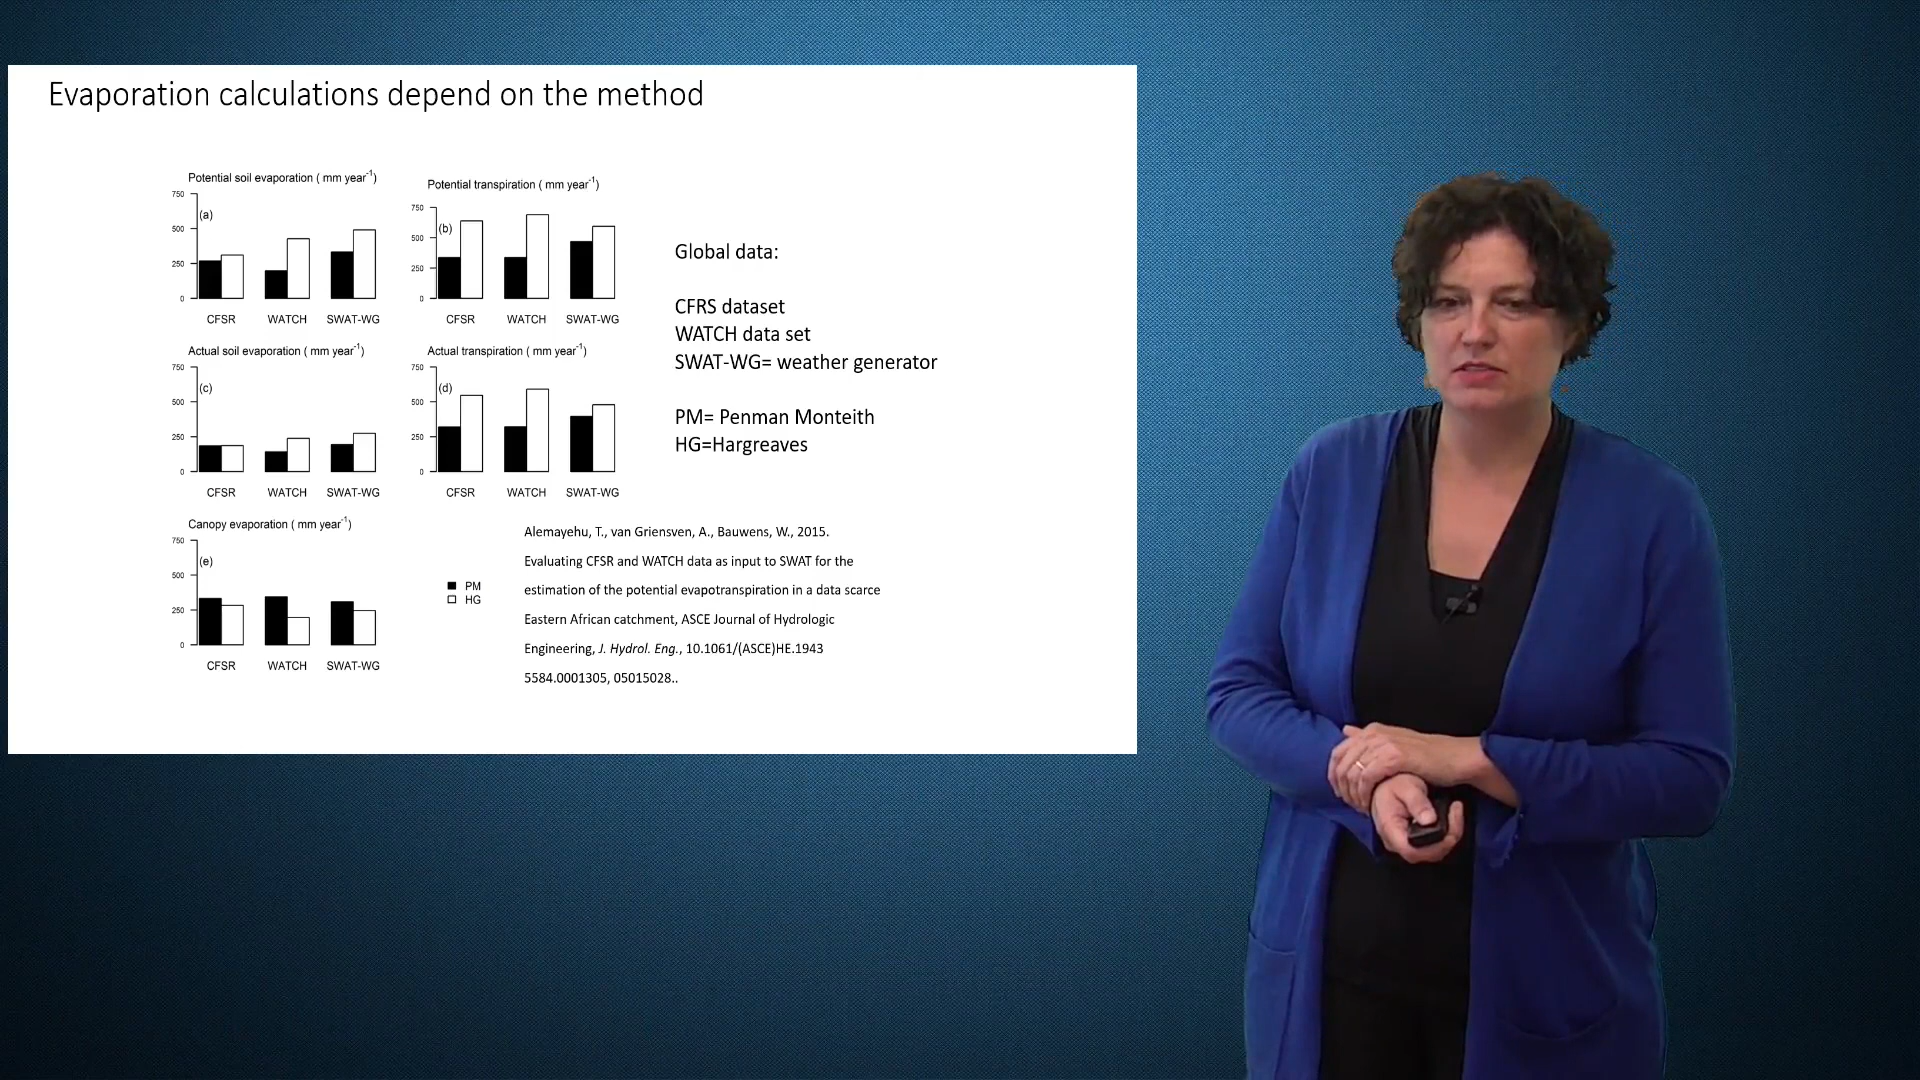 Evaporation calculations depend on the method
Potential soil evaporation ( mm year-1)
750
500
250
0
(a)
CFSR WATCH SWAT-WG
Potential transpiration ( mm year-1)
750
500
250
0
(b)
CFSR WATCH SWAT-WG
Actual soil evaporation ( mm year-1)
750
500
250
0
(c)
CFSR WATCH SWAT-WG
Actual transpiration ( mm year-1)
750
500
250
0
(d)
CFSR WATCH SWAT-WG
Canopy evaporation ( mm year-1)
750
500
250
0
(e)
CFSR WATCH SWAT-WG
PM
HG
Global data:
CFRS dataset
WATCH data set
SWAT-WG= weather generator
PM= Penman Monteith
HG=Hargreaves
Alemayehu, T., van Griensven, A., Bauwens, W., 2015.
Evaluating CFSR and WATCH data as input to SWAT for the
estimation of the potential evapotranspiration in a data scarce
Eastern African catchment, ASCE Journal of Hydrologic
Engineering, J. Hydrol. Eng., 10.1061/(ASCE)HE.1943
5584.0001305, 05015028..